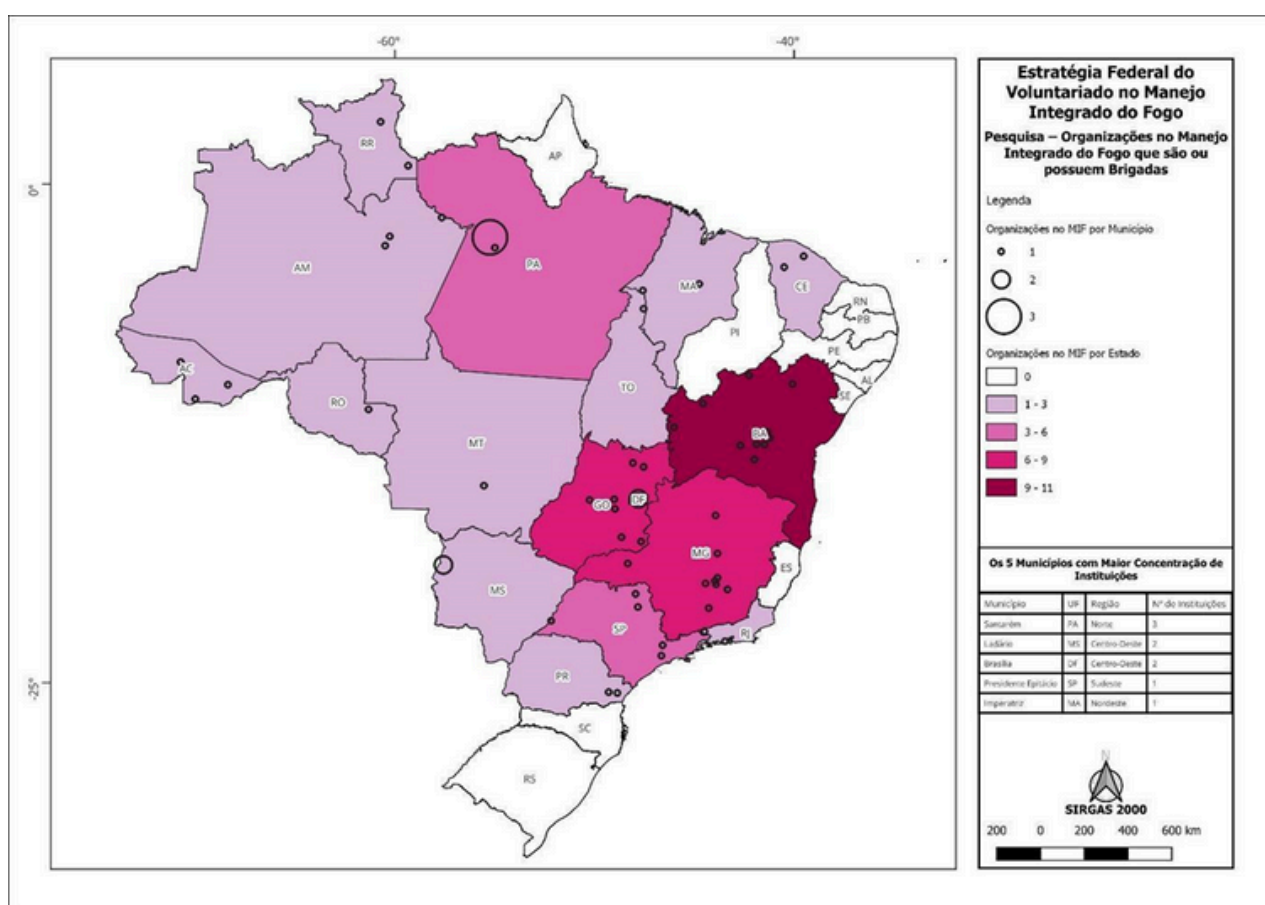 -60°
-40°
0°
-25°
RR
AP
AM
PA
MA
CE
RN
PB
PI
PE
AL
SE
AC
RO
TO
MT
BA
GO
DF
MG
ES
MS
SP
RJ
PR
SC
RS
Estratégia Federal do
Voluntariado no Manejo
Integrado do Fogo
Pesquisa – Organizações no Manejo
Integrado do Fogo que são ou
possuem Brigadas
Legenda
Organizações no MIF por Município
1
2
3
Organizações no MIF por Estado
0
1 - 3
3 - 6
6 - 9
9 - 11
Os 5 Municípios com Maior Concentração de
Instituições
Município UF Região Nº de Instituições
Santarém PA Norte 3
Ladário MS Centro-Oeste 2
Brasília DF Centro-Oeste 2
Presidente Epitácio SP Sudeste 1
Imperatriz MA Nordeste 1
N
SIRGAS 2000
200 0 200 400 600 km